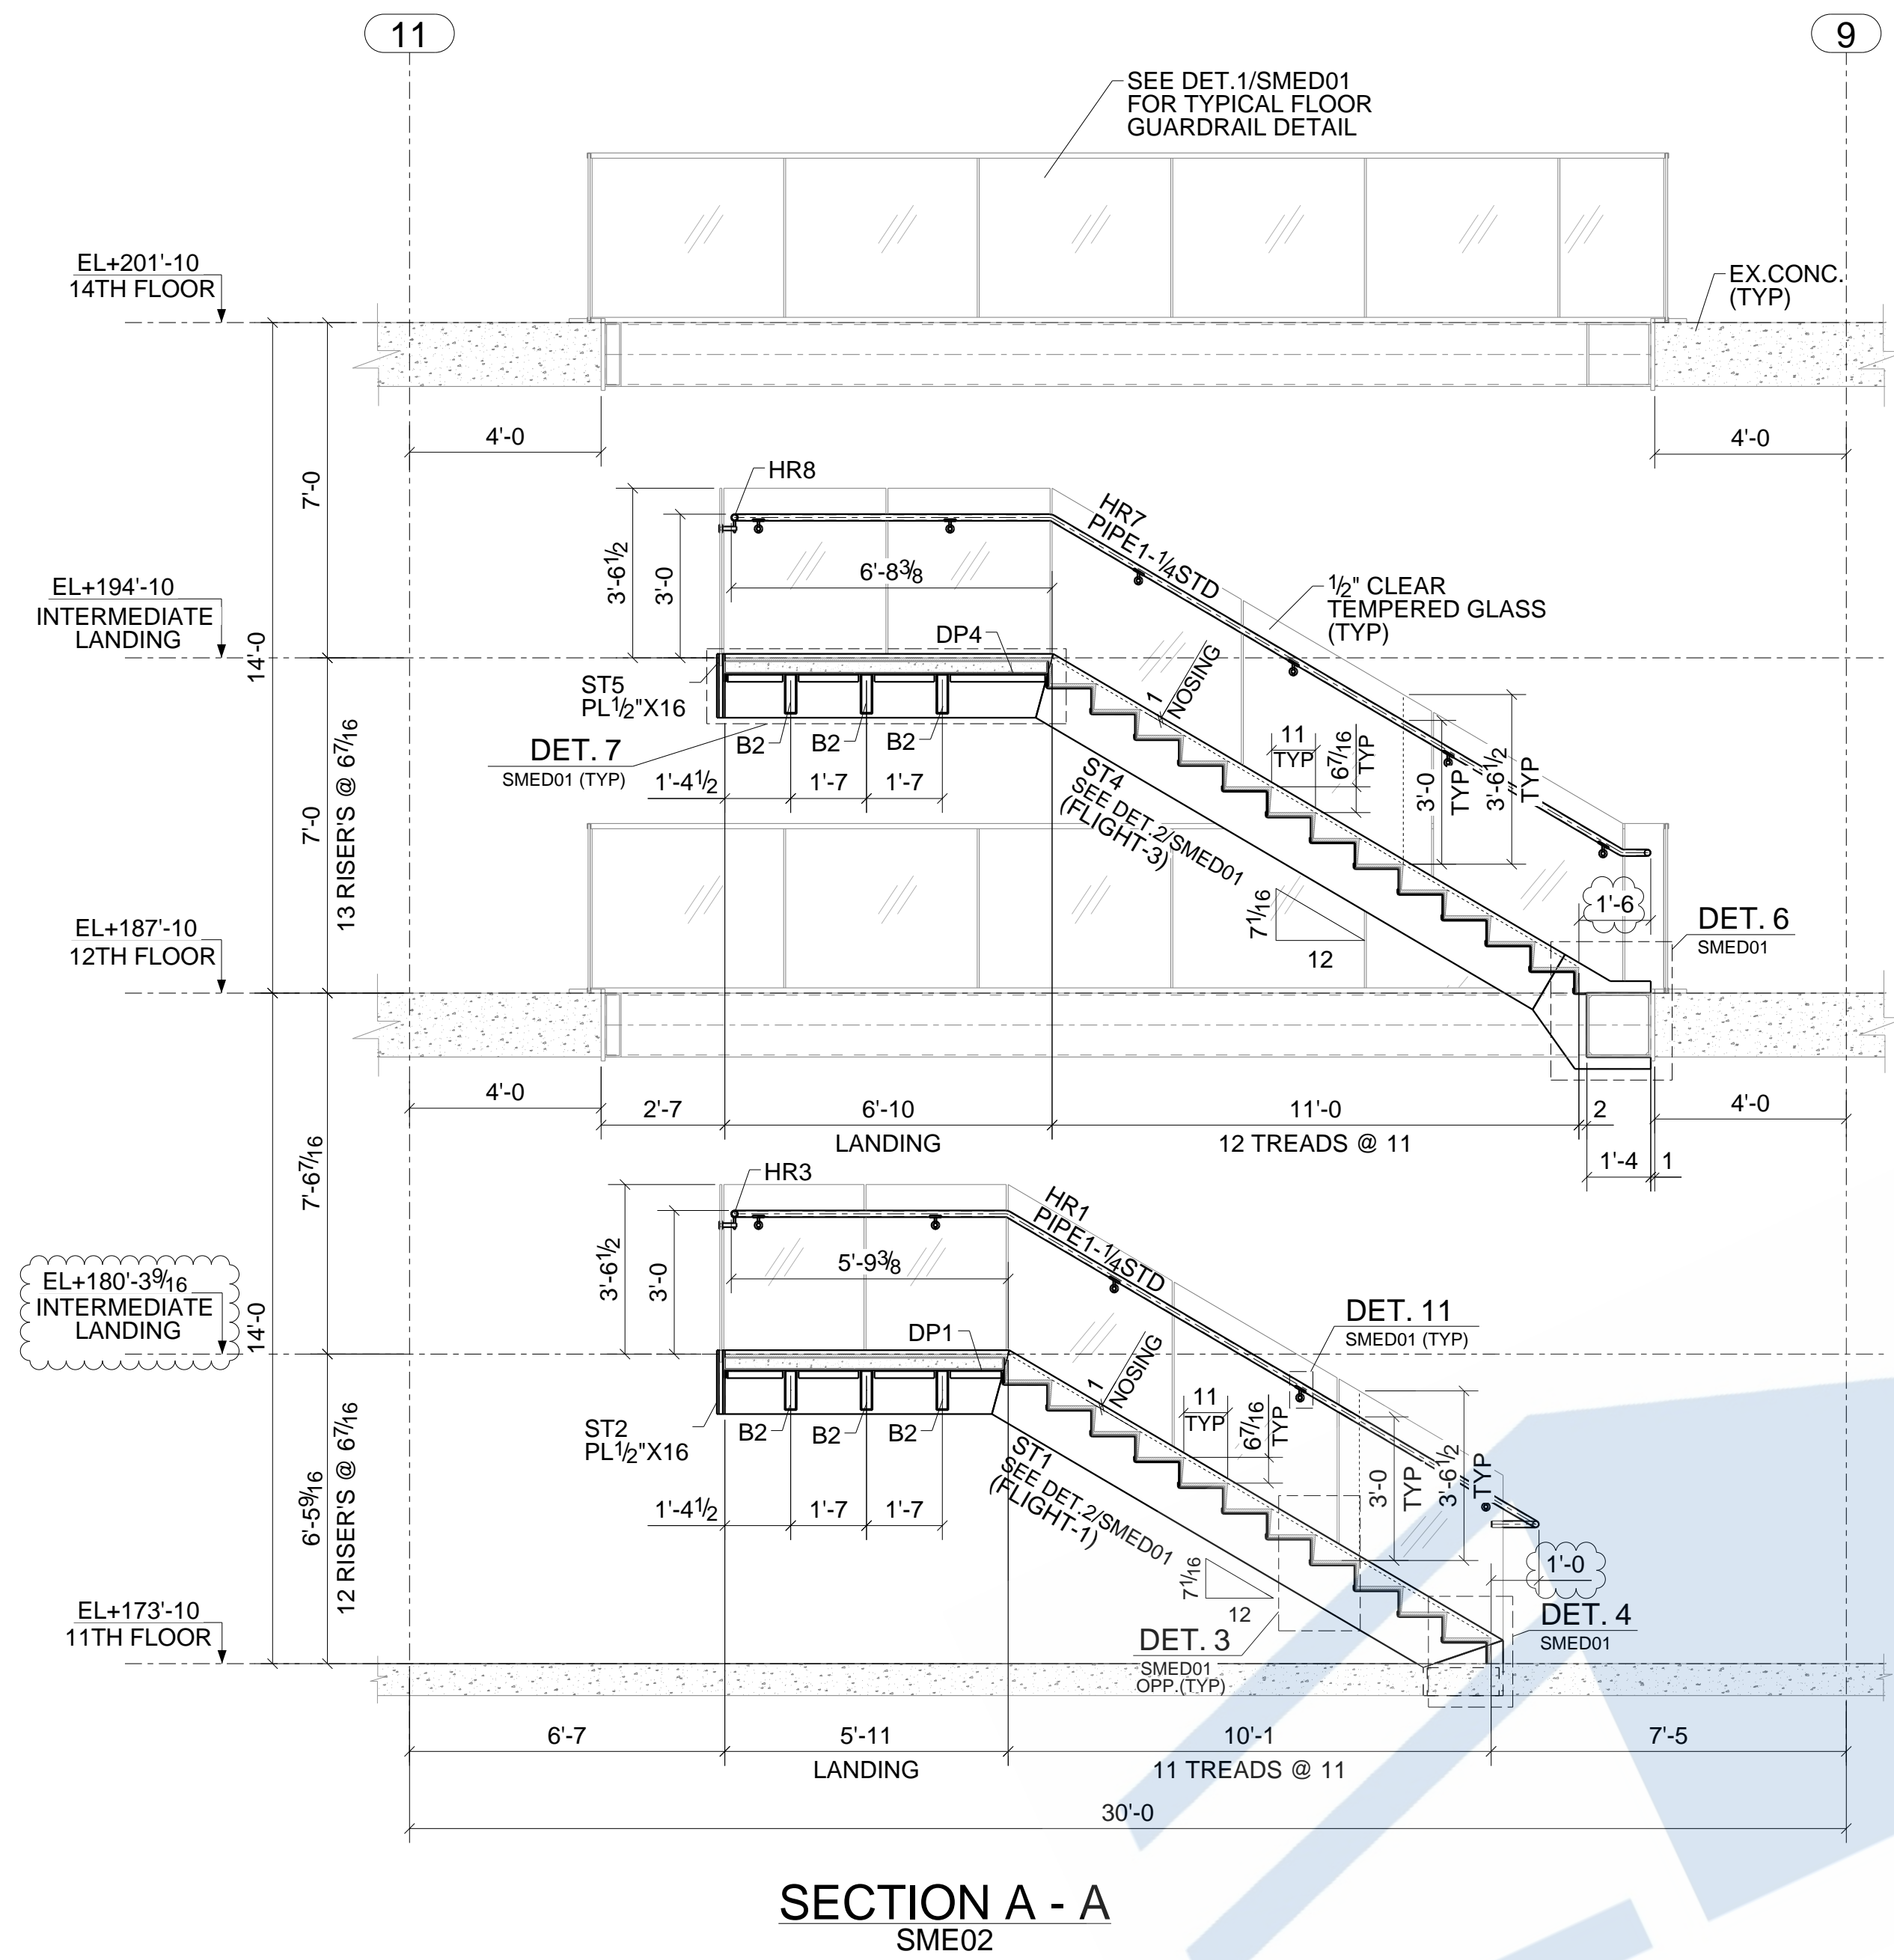 11
9
SEE DET.1/SMED01
FOR TYPICAL FLOOR
GUARDRAIL DETAIL
EL+201'-10
14TH FLOOR
EX.CONC.
(TYP)
4'-0
4'-0
7'-0
HR8
HR7
PIPE1-1/4STD
3'-6 1/2
3'-0
6'-8 3/8
1/2" CLEAR
TEMPERED GLASS
(TYP)
EL+194'-10
INTERMEDIATE
LANDING
14'-0
DP4
1
NOSING
ST5
PL 1/2"X16
B2
B2
B2
DET. 7
SMED01 (TYP)
1'-4 1/2
1'-7
1'-7
11
TYP
6 7/16
TYP
3'-0
TYP
3'-6 1/2
TYP
ST4
SEE DET.2/SMED01
(FLIGHT-3)
7'-0
13 RISER'S @ 6 7/16
7 1/16
12
1'-6
DET. 6
SMED01
EL+187'-10
12TH FLOOR
4'-0
2'-7
6'-10
LANDING
11'-0
12 TREADS @ 11
2
4'-0
1'-4
1
7'-6 7/16
HR3
HR1
PIPE1-1/4STD
3'-6 1/2
3'-0
5'-9 3/8
EL+180'-3 9/16
INTERMEDIATE
LANDING
14'-0
DP1
1
NOSING
DET. 11
SMED01 (TYP)
ST2
PL 1/2"X16
B2
B2
B2
1'-4 1/2
1'-7
1'-7
11
TYP
6 7/16
TYP
3'-0
TYP
3'-6 1/2
TYP
ST1
SEE DET.2/SMED01
(FLIGHT-1)
6'-5 9/16
12 RISER'S @ 6 7/16
7 1/16
12
1'-0
DET. 4
SMED01
DET. 3
SMED01
OPP.(TYP)
EL+173'-10
11TH FLOOR
6'-7
5'-11
LANDING
10'-1
11 TREADS @ 11
7'-5
30'-0
SECTION A - A
SME02